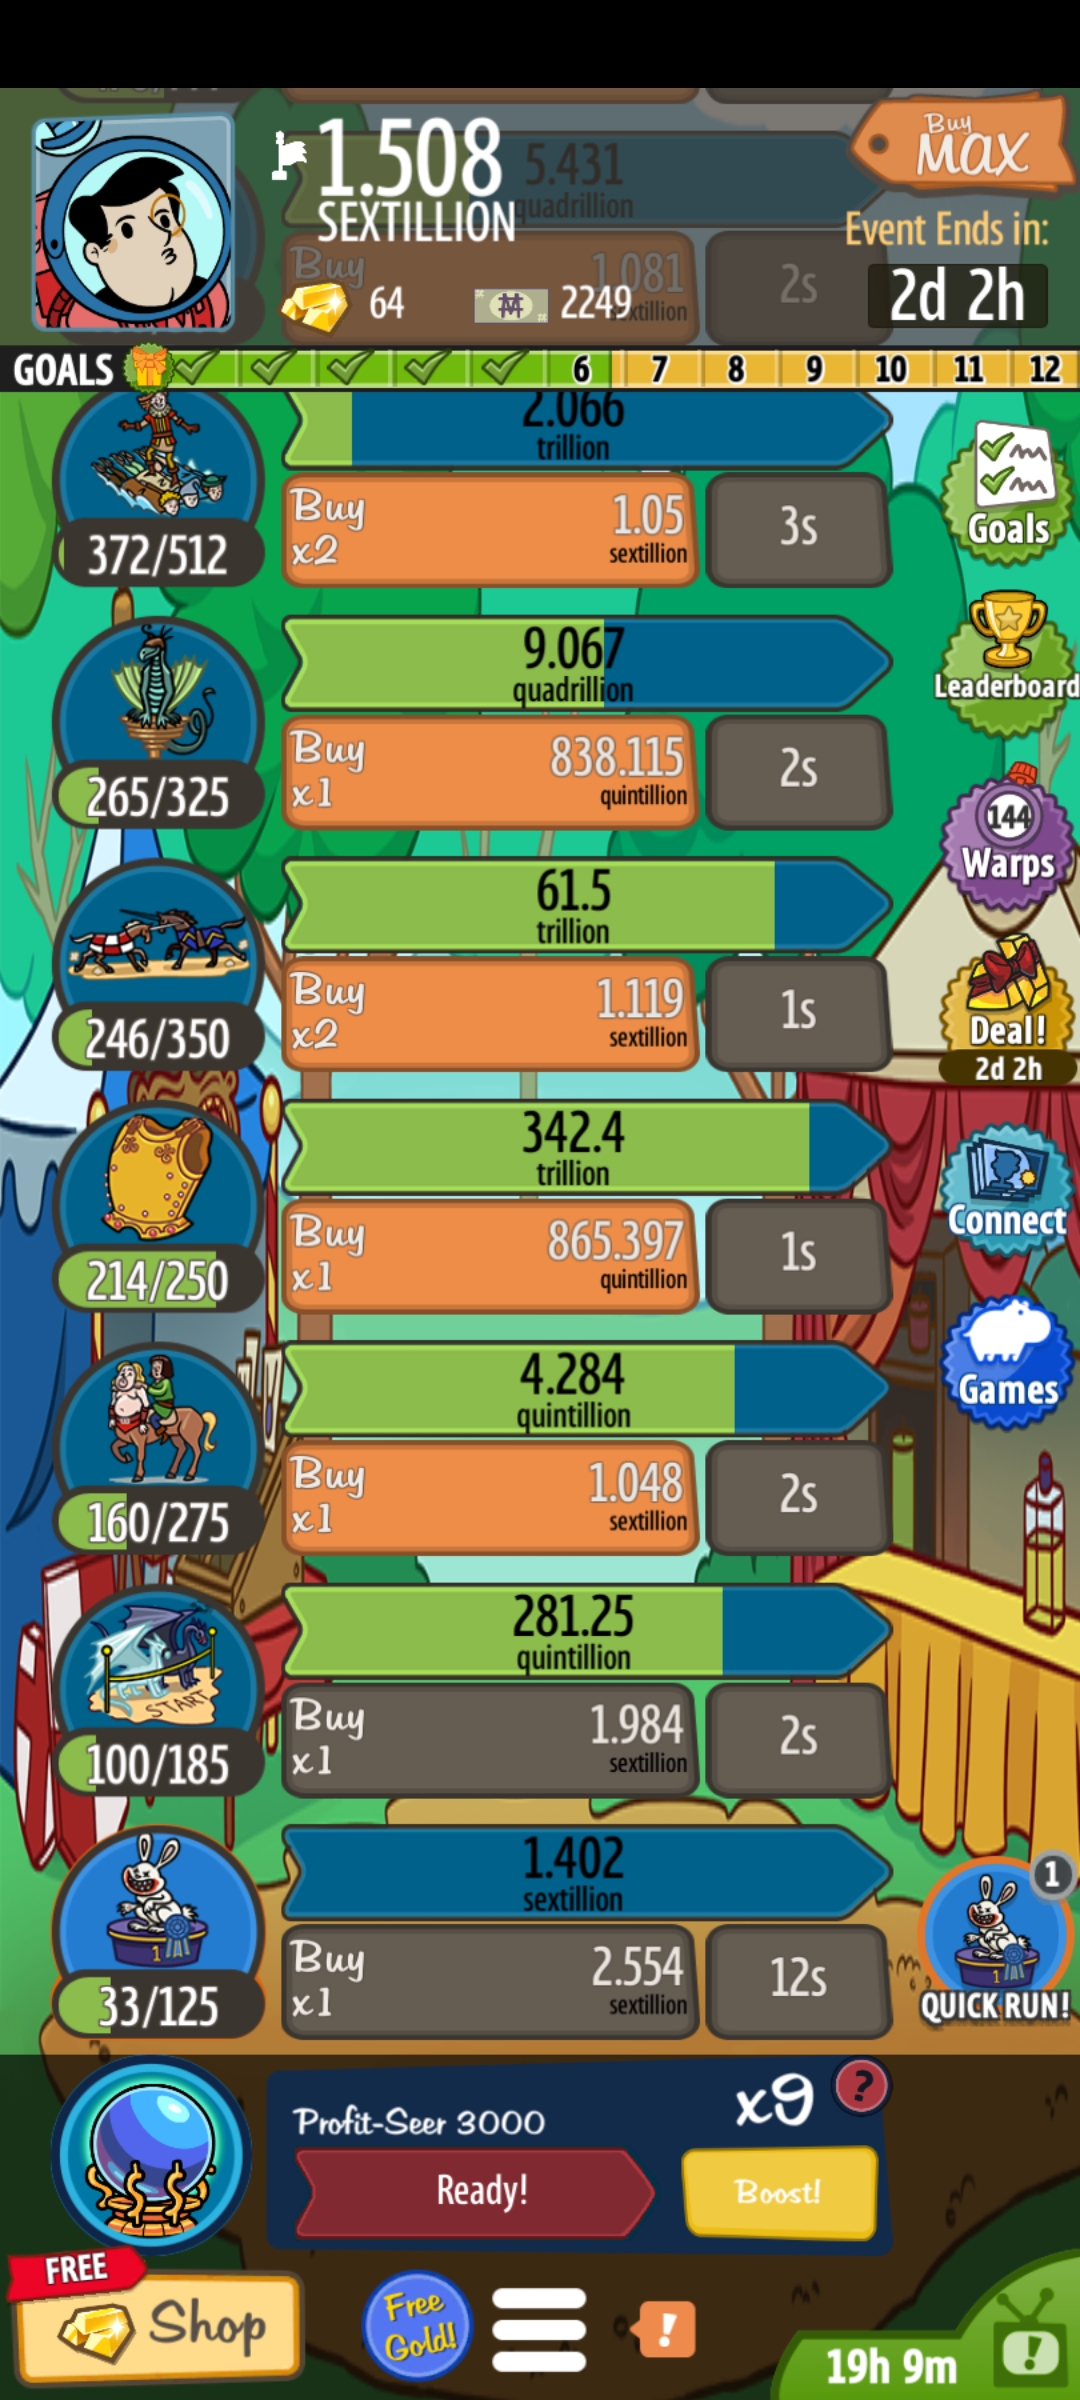 1.508
SEXTILLION
5.431
quadrillion
Buy
MAX
Event Ends in:
2d 2h
Buy
1.081
sextillion
2s
64
2249
GOALS
6 7 8 9 10 11 12
2.066
trillion
372/512
Buy
x2
1.05
sextillion
3s
Goals
9.067
quadrillion
265/325
Buy
x1
838.115
quintillion
2s
Leaderboard
61.5
trillion
144
Warps
246/350
Buy
x2
1.119
sextillion
1s
Deal!
2d 2h
342.4
trillion
214/250
Buy
x1
865.397
quintillion
1s
Connect
4.284
quintillion
160/275
Buy
x1
1.048
sextillion
2s
Games
281.25
quintillion
START
100/185
Buy
x1
1.984
sextillion
2s
1.402
sextillion
1
33/125
Buy
x1
2.554
sextillion
12s
1
1
QUICK RUN!
Profit-Seer 3000
x9
?
Ready!
Boost!
FREE
Shop
Free
Gold!
!
19h 9m
!